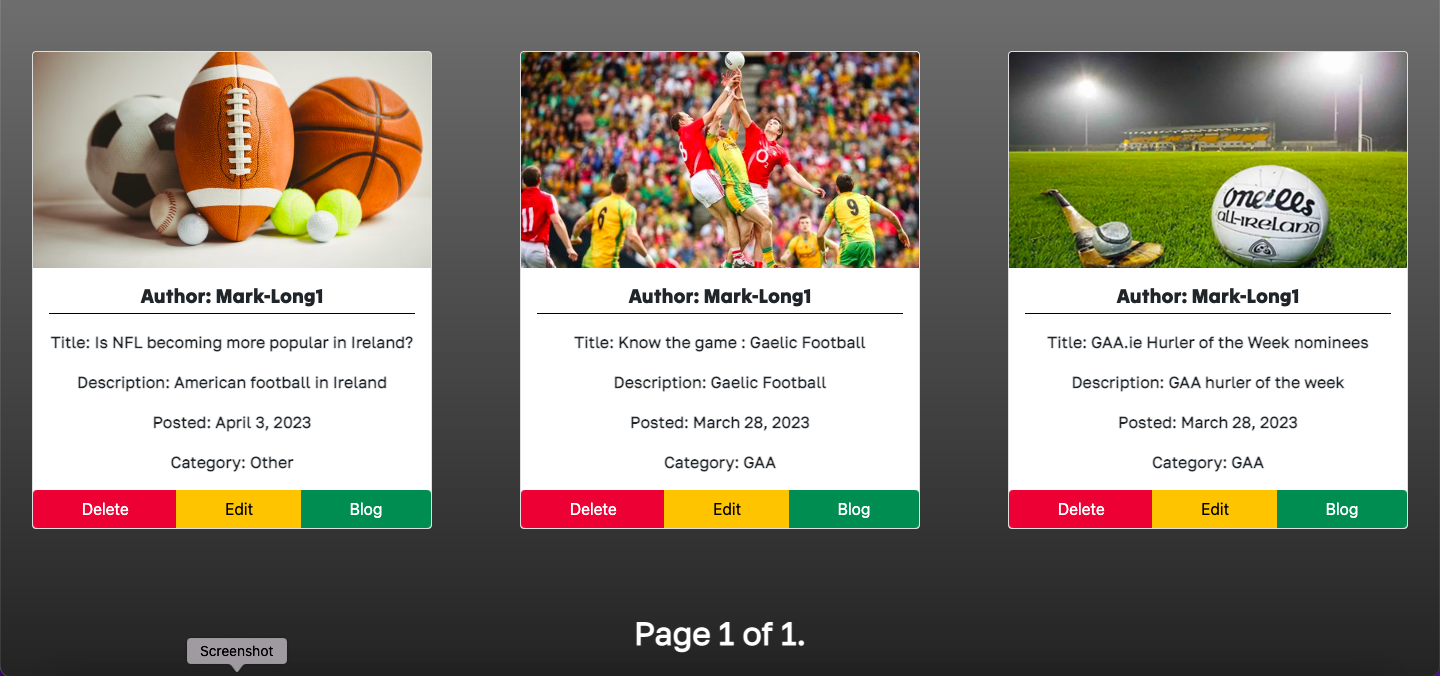 11
6
8
9
O'NEILLS
ALL-IRELAND
Author: Mark-Long1
Title: Is NFL becoming more popular in Ireland?
Description: American football in Ireland
Posted: April 3, 2023
Category: Other
Delete Edit Blog
Author: Mark-Long1
Title: Know the game : Gaelic Football
Description: Gaelic Football
Posted: March 28, 2023
Category: GAA
Delete Edit Blog
Author: Mark-Long1
Title: GAA.ie Hurler of the Week nominees
Description: GAA hurler of the week
Posted: March 28, 2023
Category: GAA
Delete Edit Blog
Page 1 of 1.
Screenshot